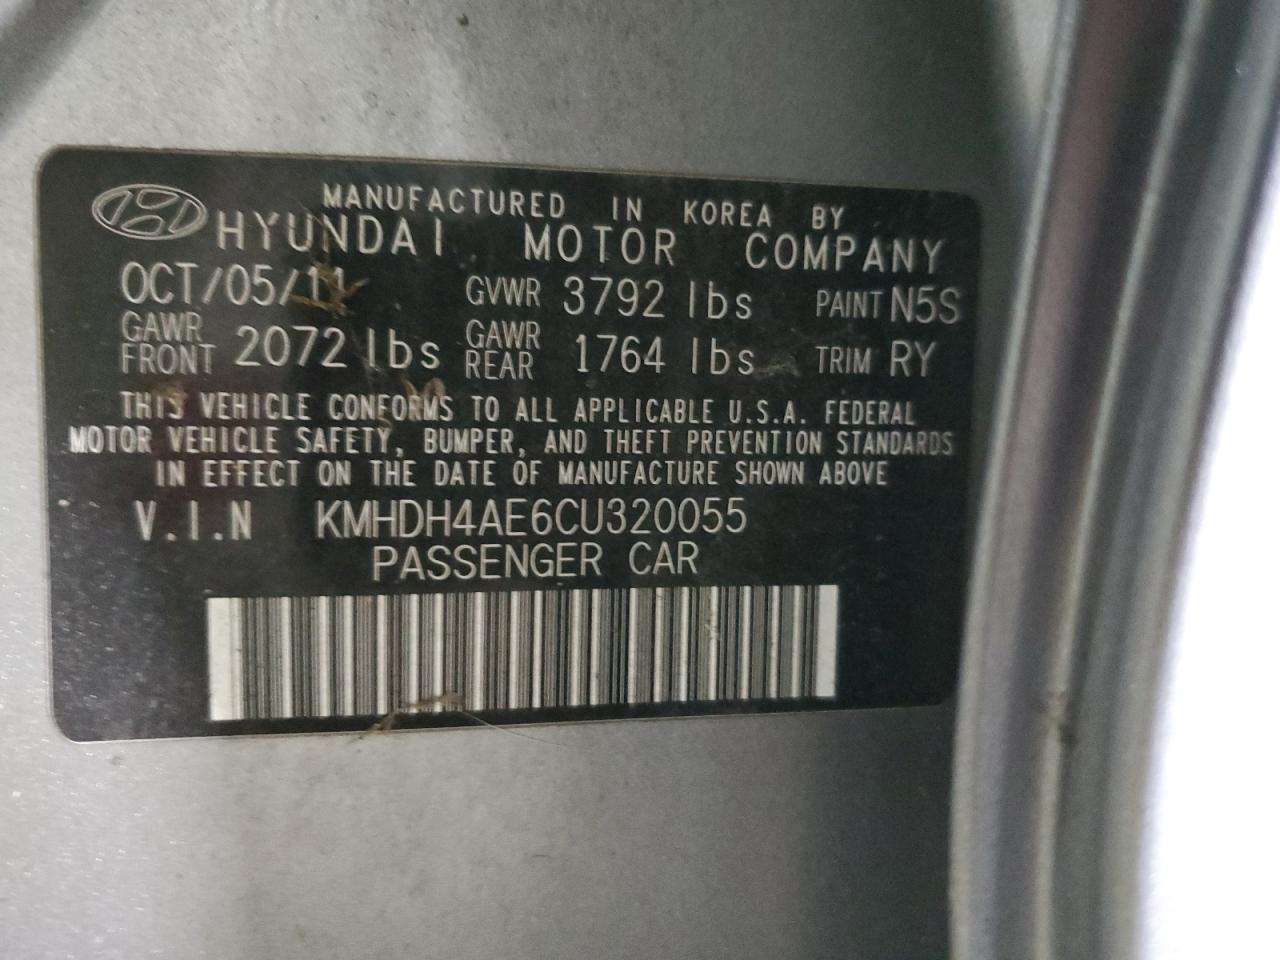 MANUFACTURED IN KOREA BY
HYUNDAI MOTOR COMPANY
OCT/05/11 GVWR 3792 lbs PAINT N5S
GAWR FRONT 2072 lbs GAWR REAR 1764 lbs TRIM RY
THIS VEHICLE CONFORMS TO ALL APPLICABLE U.S.A. FEDERAL
MOTOR VEHICLE SAFETY, BUMPER, AND THEFT PREVENTION STANDARDS
IN EFFECT ON THE DATE OF MANUFACTURE SHOWN ABOVE
V.I.N KMHDH4AE6CU320055
PASSENGER CAR